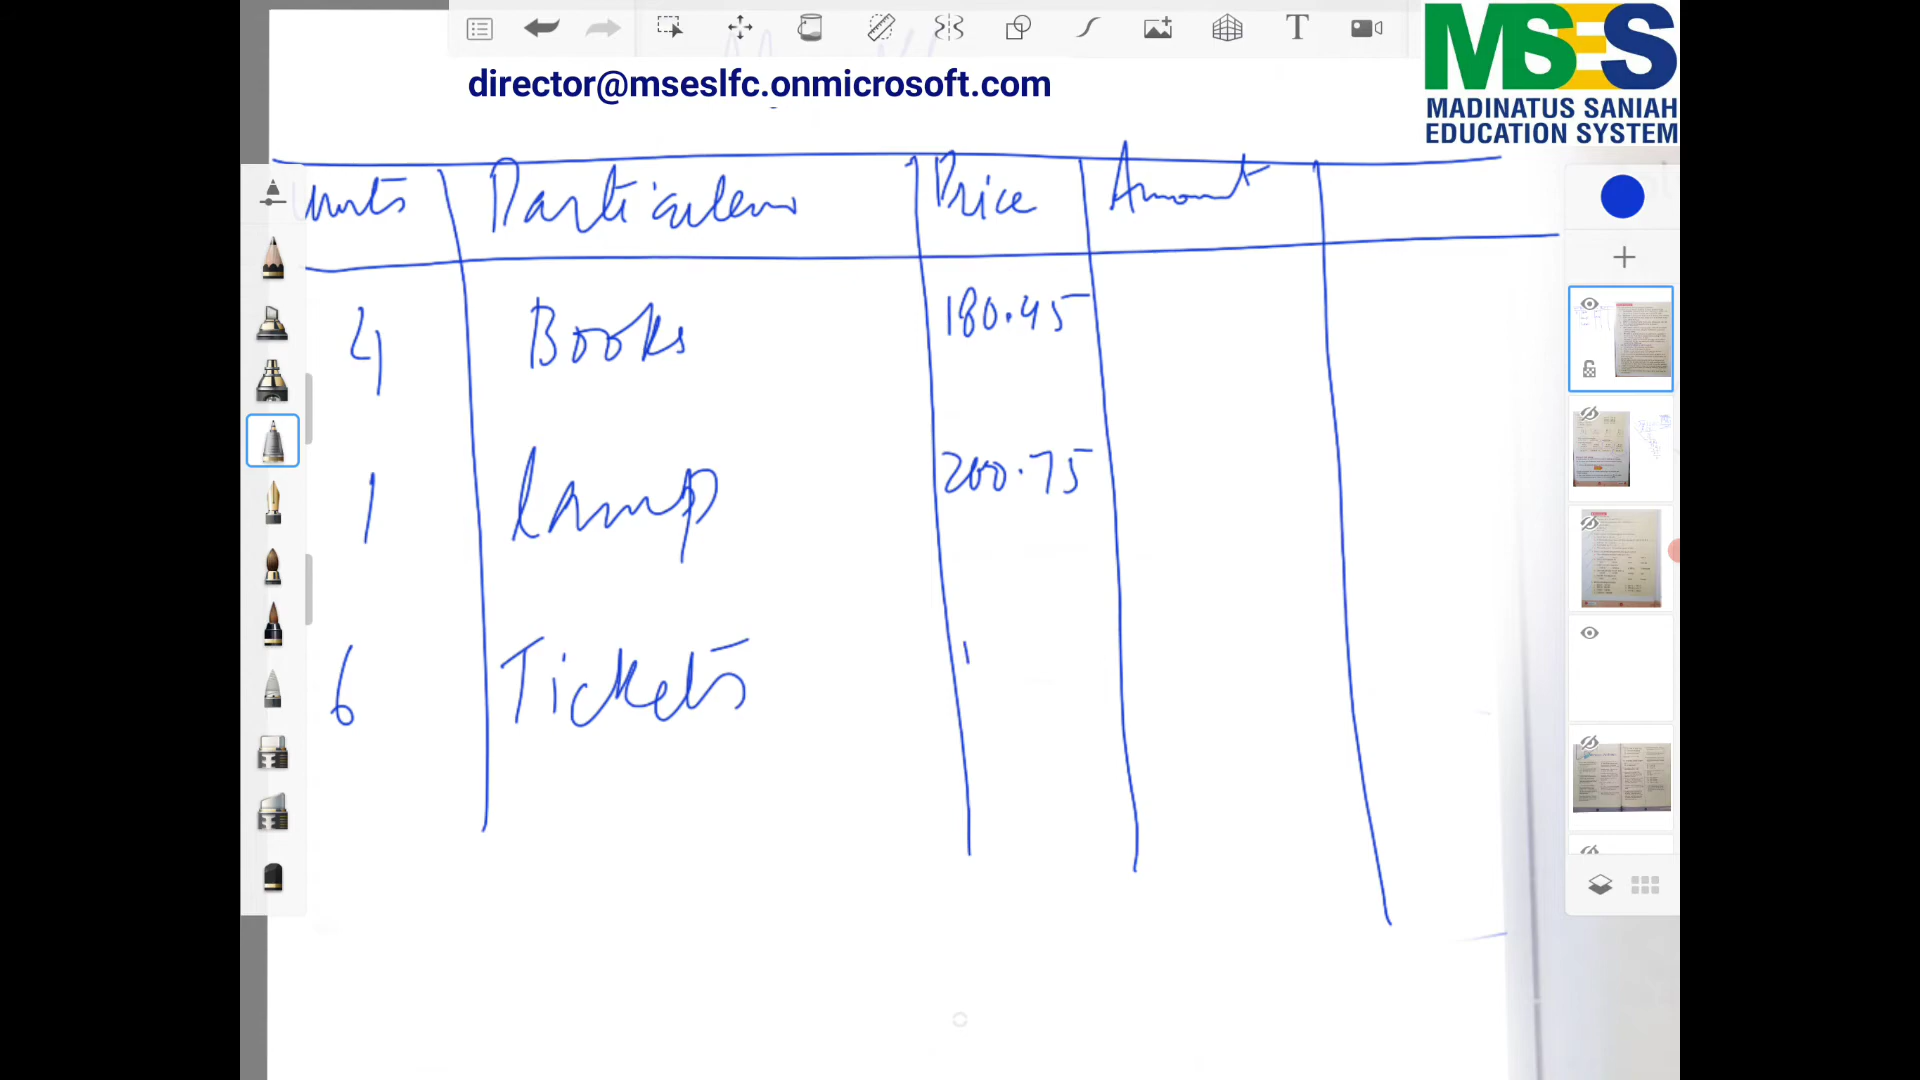 director@mseslfc.onmicrosoft.com
MSES
MADINATUS SANIAH
EDUCATION SYSTEM
Units Particulars Price Amount
4 Books 180.45
1 lamp 200.75
6 Tickets
T